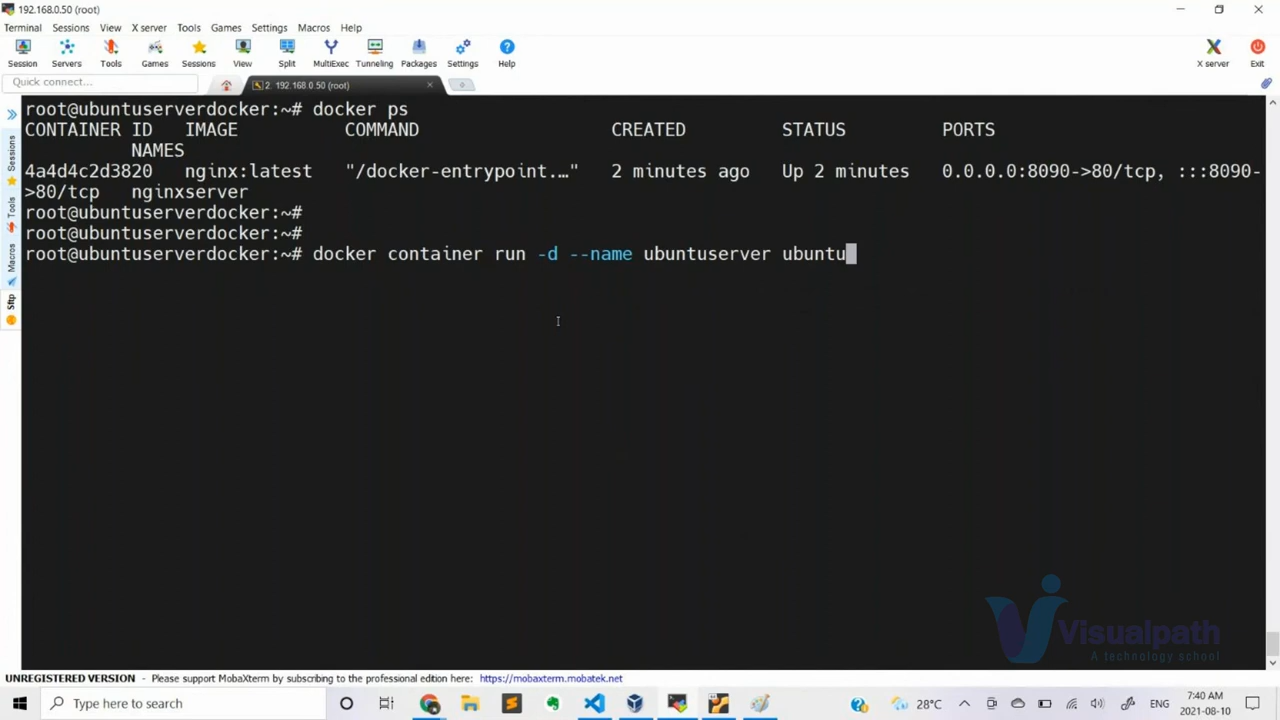 192.168.0.50 (root)
Terminal Sessions View X server Tools Games Settings Macros Help
Session Servers Tools Games Sessions View Split MultiExec Tunneling Packages Settings Help X server Exit
Quick connect...
2. 192.168.0.50 (root)
Sessions
Tools
Macros
Sftp
root@ubuntuserverdocker:~# docker ps
CONTAINER ID IMAGE COMMAND CREATED STATUS PORTS
NAMES
4a4d4c2d3820 nginx:latest "/docker-entrypoint.…" 2 minutes ago Up 2 minutes 0.0.0.0:8090->80/tcp, :::8090-
>80/tcp nginxserver
root@ubuntuserverdocker:~#
root@ubuntuserverdocker:~#
root@ubuntuserverdocker:~# docker container run -d --name ubuntuserver ubuntu
Visualpath
A technology school
UNREGISTERED VERSION - Please support MobaXterm by subscribing to the professional edition here: https://mobaxterm.mobatek.net
Type here to search
28°C
ENG
7:40 AM
2021-08-10